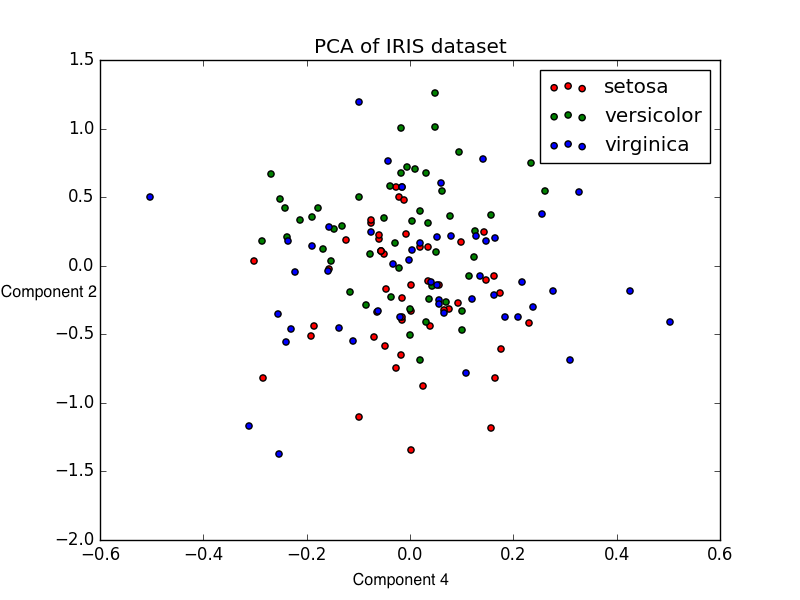 PCA of IRIS dataset
setosa
versicolor
virginica
1.5
1.0
0.5
0.0
Component 2
−0.5
−1.0
−1.5
−2.0
−0.6 −0.4 −0.2 0.0 0.2 0.4 0.6
Component 4